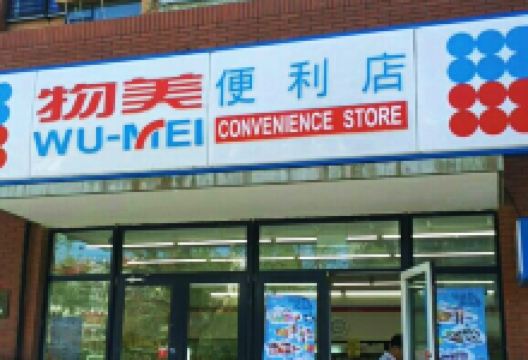 物美 便利店
WU-MEI CONVENIENCE STORE